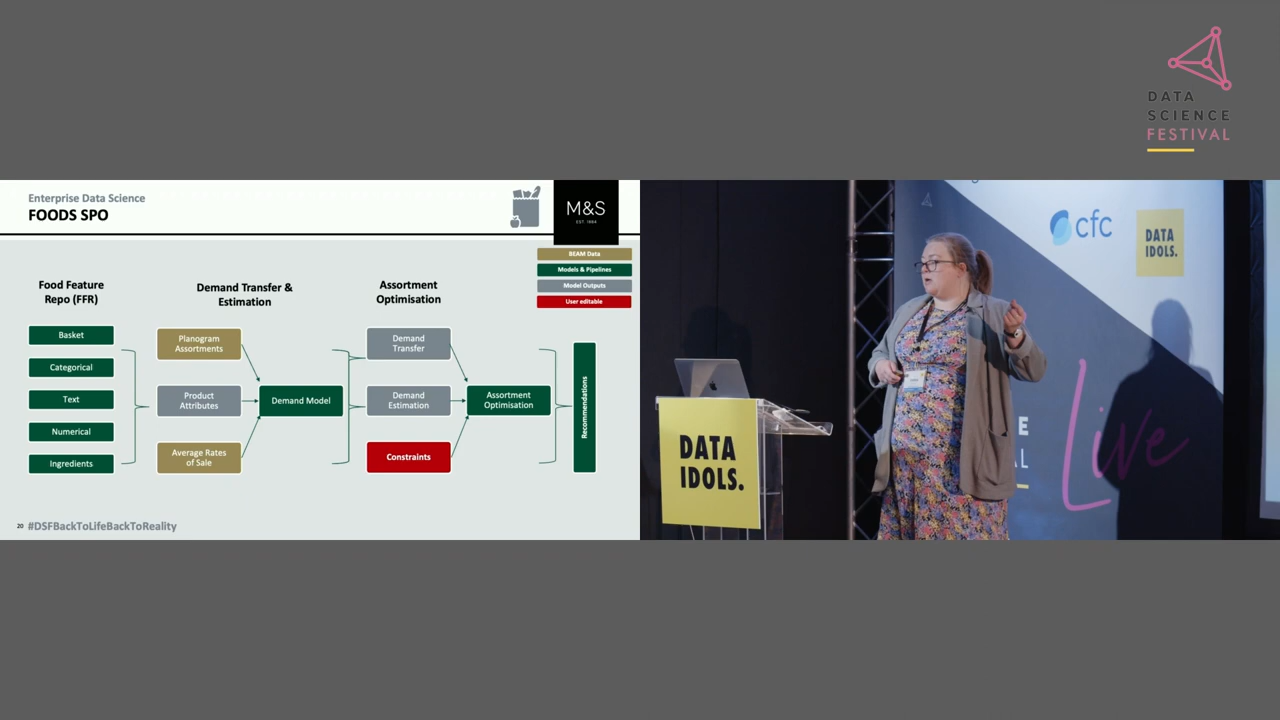 DATA
SCIENCE
FESTIVAL
Enterprise Data Science
FOODS SPO
M&S
EST. 1884
BEAM Data
Models & Pipelines
Model Outputs
User editable
Food Feature
Repo (FFR)
Demand Transfer &
Estimation
Assortment
Optimisation
Basket
Categorical
Text
Numerical
Ingredients
Planogram
Assortments
Product
Attributes
Average Rates
of Sale
Demand Model
Demand
Transfer
Demand
Estimation
Constraints
Assortment
Optimisation
Recommendations
20 #DSFBackToLifeBackToReality
cfc
DATA
IDOLS.
DATA
IDOLS.
Live